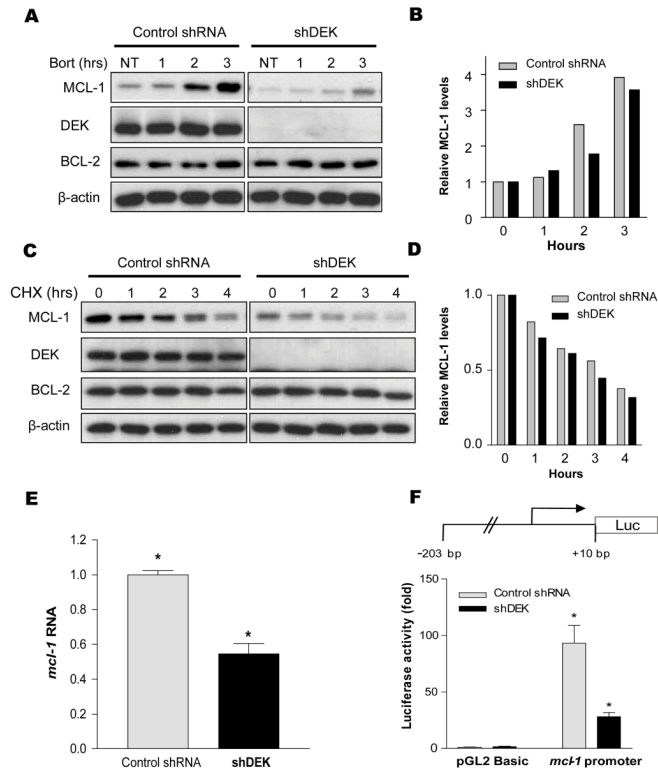 A
Control shRNA
shDEK
Bort (hrs)
NT
1
2
3
NT
1
2
3
MCL-1
DEK
BCL-2
β-actin
B
Control shRNA
shDEK
Relaive MCL-1 levels
4
3
2
1
0
0
1
2
3
Hours
C
Control shRNA
shDEK
CHX (hrs)
0
1
2
3
4
0
1
2
3
4
MCL-1
DEK
BCL-2
β-actin
D
Control shRNA
shDEK
Relaive MCL-1 levels
1.0
0.5
0.0
0
1
2
3
4
Hours
E
mcl-1 RNA
1.2
1.0
0.8
0.6
0.4
0.2
0.0
*
*
Control shRNA
shDEK
F
Luc
-203 bp
+10 bp
Luciferase activity (fold)
150
100
50
0
Control shRNA
shDEK
*
*
pGL2 Basic
mcl-1 promoter